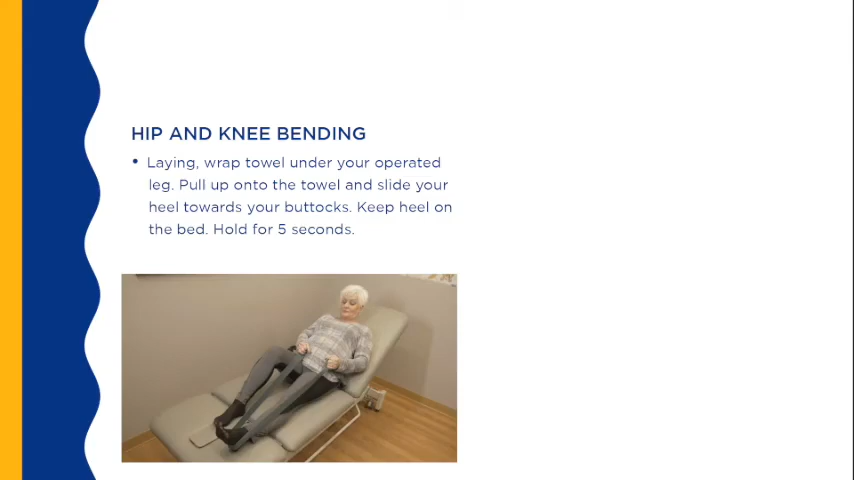 HIP AND KNEE BENDING
• Laying, wrap towel under your operated
leg. Pull up onto the towel and slide your
heel towards your buttocks. Keep heel on
the bed. Hold for 5 seconds.